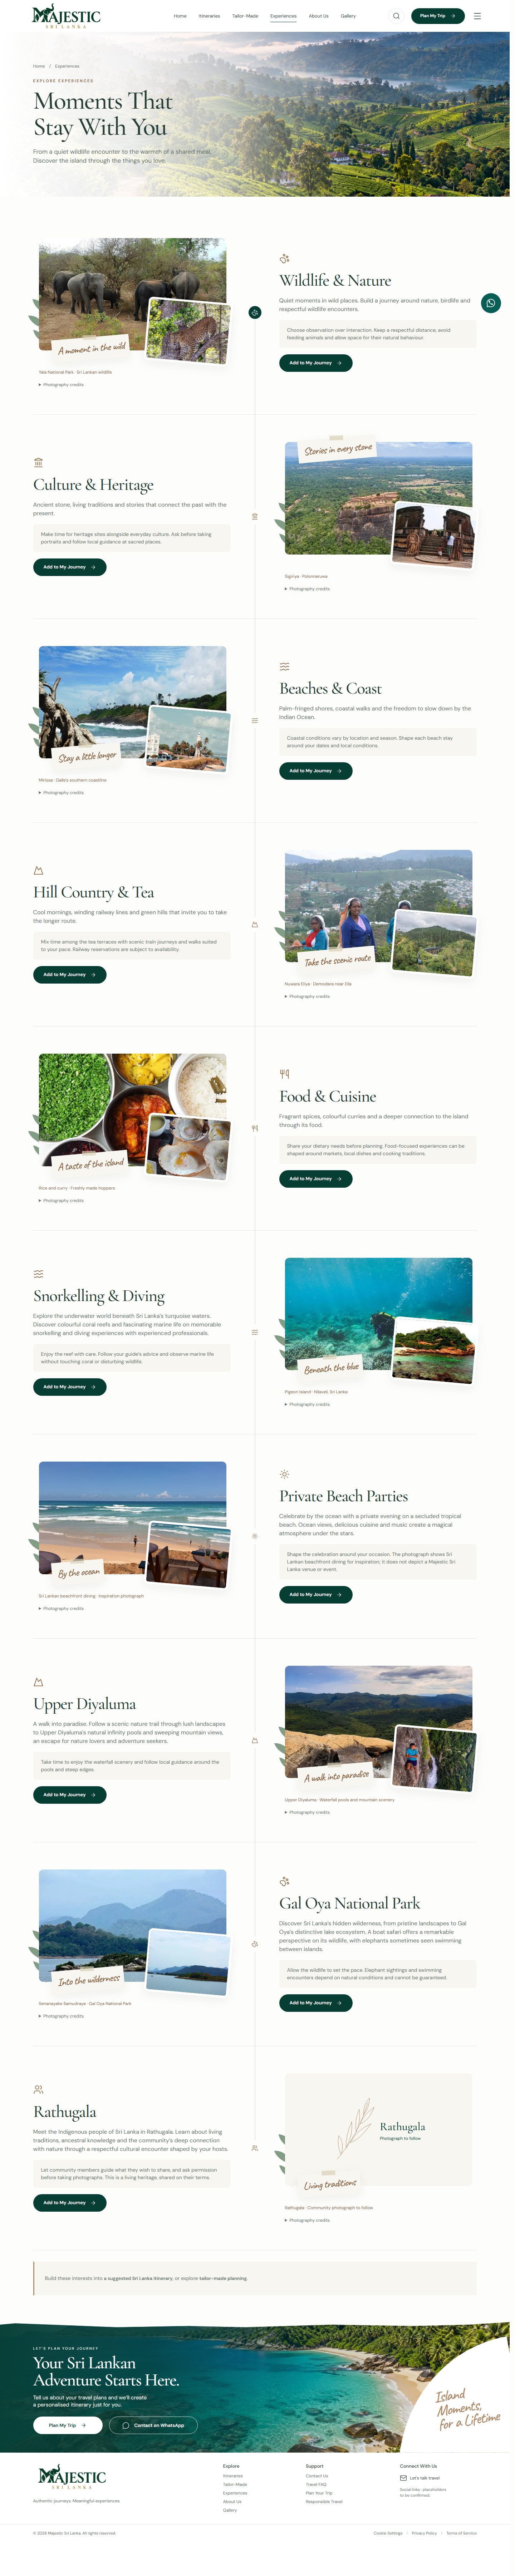 MAJESTIC
SRI LANKA
Home Itineraries Tailor-Made Experiences About Us Gallery
Plan My Trip
Home / Experiences
EXPLORE EXPERIENCES
Moments That
Stay With You
From a quiet wildlife encounter to the warmth of a shared meal.
Discover the island through the things you love.
A moment in the wild
Yala National Park · Sri Lankan wildlife
Photography credits
Wildlife & Nature
Quiet moments in wild places. Build a journey around nature, birdlife and
respectful wildlife encounters.
Choose observation over interaction. Keep a respectful distance, avoid
feeding animals and allow space for their natural behaviour.
Add to My Journey
Culture & Heritage
Ancient stone, living traditions and stories that connect the past with the
present.
Make time for heritage sites alongside everyday culture. Ask before taking
portraits and follow local guidance at sacred places.
Add to My Journey
Stories in every stone
Sigiriya · Polonnaruwa
Photography credits
Stay a little longer
Mirissa · Galle's southern coastline
Photography credits
Beaches & Coast
Palm-fringed shores, coastal walks and the freedom to slow down by the
Indian Ocean.
Coastal conditions vary by location and season. Shape each beach stay
around your dates and local conditions.
Add to My Journey
Hill Country & Tea
Cool mornings, winding railway lines and green hills that invite you to take
the longer route.
Mix time among the tea terraces with scenic train journeys and walks suited
to your pace. Railway reservations are subject to availability.
Add to My Journey
Take the scenic route
Nuwara Eliya · Demodara near Ella
Photography credits
A taste of the island
Rice and curry · Freshly made hoppers
Photography credits
Food & Cuisine
Fragrant spices, colourful curries and a deeper connection to the island
through its food.
Share your dietary needs before planning. Food-focused experiences can be
shaped around markets, local dishes and cooking traditions.
Add to My Journey
Snorkelling & Diving
Explore the underwater world beneath Sri Lanka's turquoise waters.
Discover colourful coral reefs and fascinating marine life on memorable
snorkelling and diving experiences with experienced professionals.
Enjoy the reef with care. Follow your guide's advice and observe marine life
without touching coral or disturbing wildlife.
Add to My Journey
Beneath the blue
Pigeon Island · Nilaveli, Sri Lanka
Photography credits
By the ocean
Sri Lankan beachfront dining · Inspiration photograph
Photography credits
Private Beach Parties
Celebrate by the ocean with a private evening on a secluded tropical
beach. Ocean views, delicious cuisine and music create a magical
atmosphere under the stars.
Shape the celebration around your occasion. The photograph shows Sri
Lankan beachfront dining for inspiration; it does not depict a Majestic Sri
Lanka venue or event.
Add to My Journey
Upper Diyaluma
A walk into paradise. Follow a scenic nature trail through lush landscapes
to Upper Diyaluma's natural infinity pools and sweeping mountain views,
an escape for nature lovers and adventure seekers.
Take time to enjoy the waterfall scenery and follow local guidance around the
pools and steep edges.
Add to My Journey
A walk into paradise
Upper Diyaluma · Waterfall pools and mountain scenery
Photography credits
Into the wilderness
Senanayake Samudraya · Gal Oya National Park
Photography credits
Gal Oya National Park
Discover Sri Lanka's hidden wilderness, from pristine landscapes to Gal
Oya's distinctive lake ecosystem. A boat safari offers a remarkable
perspective on its wildlife, with elephants sometimes seen swimming
between islands.
Allow the wildlife to set the pace. Elephant sightings and swimming
encounters depend on natural conditions and cannot be guaranteed.
Add to My Journey
Rathugala
Meet the Indigenous people of Sri Lanka in Rathugala. Learn about living
traditions, ancestral knowledge and the community's deep connection
with nature through a respectful cultural encounter shaped by your hosts.
Let community members guide what they wish to share, and ask permission
before taking photographs. This is a living heritage, shared on their terms.
Add to My Journey
Rathugala
Photograph to follow
Living traditions
Rathugala · Community photograph to follow
Photography credits
Build these interests into a suggested Sri Lanka itinerary, or explore tailor-made planning.
LET'S PLAN YOUR JOURNEY
Your Sri Lankan
Adventure Starts Here.
Tell us about your travel plans and we'll create
a personalised itinerary just for you.
Plan My Trip
Contact on WhatsApp
Island
Moments,
for a Lifetime
MAJESTIC
SRI LANKA
Authentic journeys. Meaningful experiences.
Explore
Itineraries
Tailor-Made
Experiences
About Us
Gallery
Support
Contact Us
Travel FAQ
Plan Your Trip
Responsible Travel
Connect With Us
Let's talk travel
Social links · placeholders
to be confirmed.
© 2026 Majestic Sri Lanka. All rights reserved.
Cookie Settings | Privacy Policy | Terms of Service